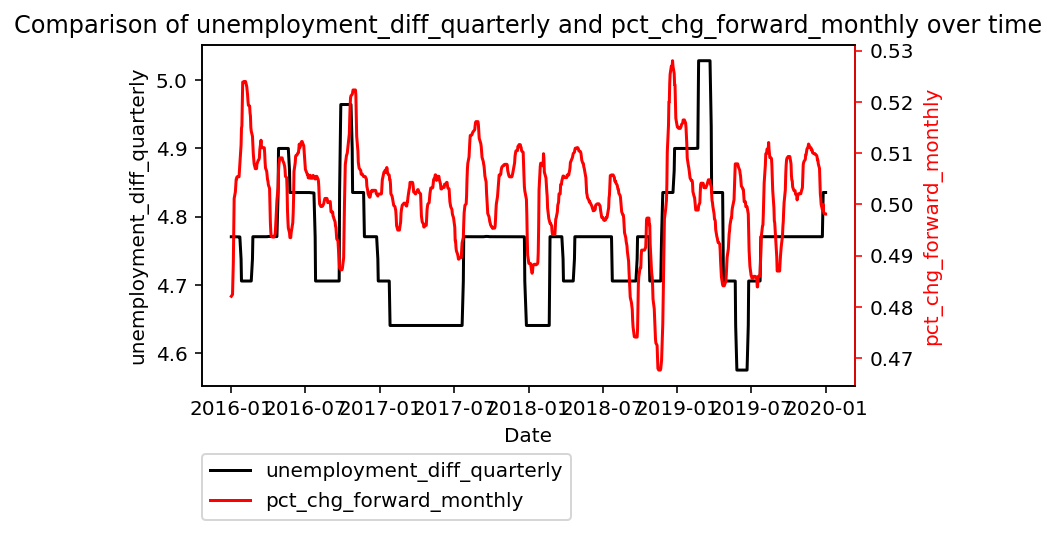 Comparison of unemployment_diff_quarterly and pct_chg_forward_monthly over time
unemployment_diff_quarterly
5.0
4.9
4.8
4.7
4.6
0.53
0.52
0.51
0.50
0.49
0.48
0.47
pct_chg_forward_monthly
2016-01 2016-07 2017-01 2017-07 2018-01 2018-07 2019-01 2019-07 2020-01
Date
unemployment_diff_quarterly
pct_chg_forward_monthly